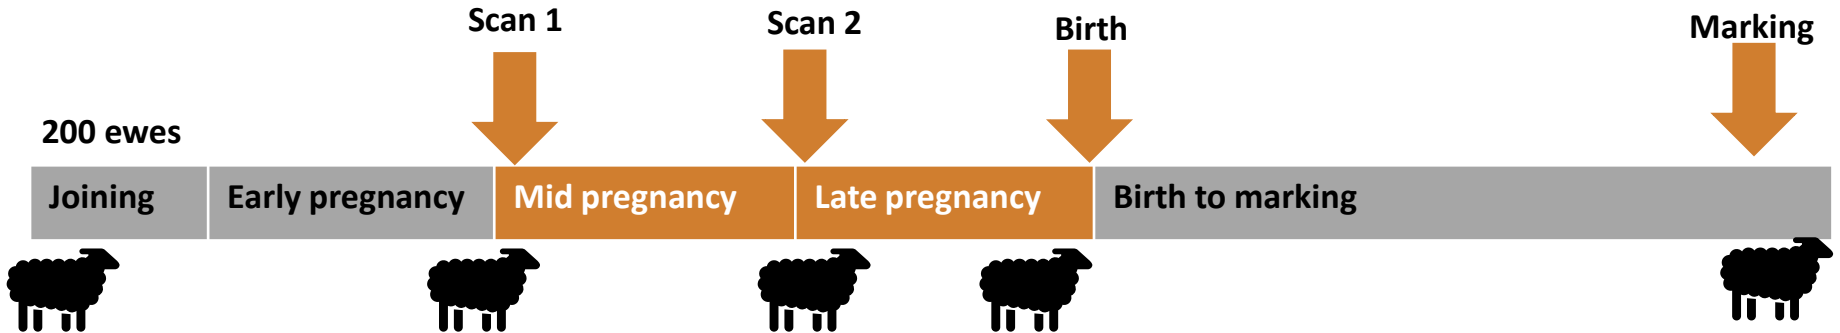 Scan 1
Scan 2
Birth
Marking
200 ewes
Joining
Early pregnancy
Mid pregnancy
Late pregnancy
Birth to marking